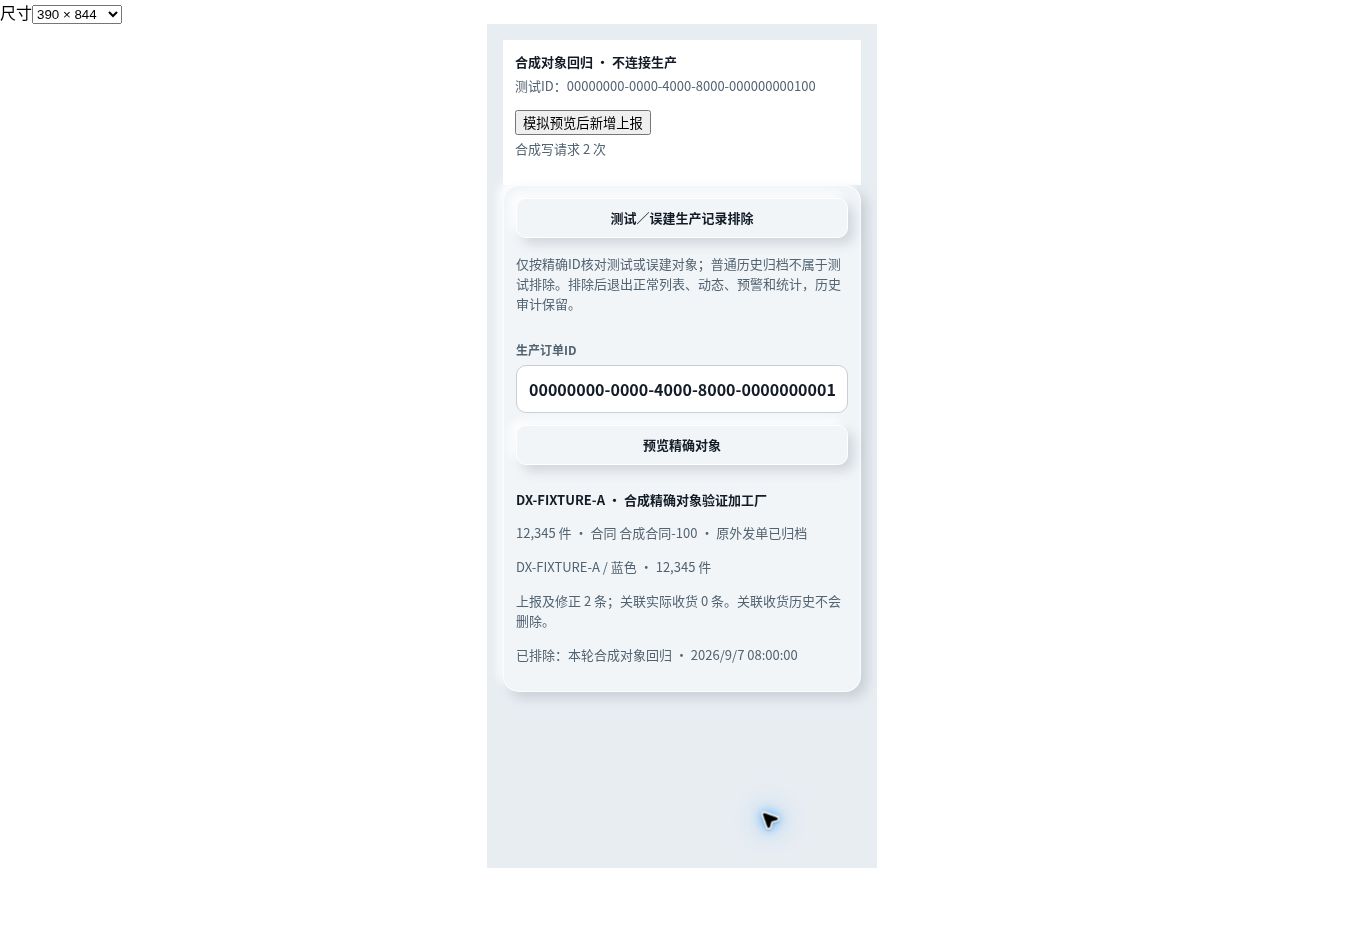 尺寸 390 × 844
合成对象回归 · 不连接生产
测试ID：00000000-0000-4000-8000-000000000100
模拟预览后新增上报
合成写请求 2 次
测试／误建生产记录排除
仅按精确ID核对测试或误建对象；普通历史归档不属于测
试排除。排除后退出正常列表、动态、预警和统计，历史
审计保留。
生产订单ID
00000000-0000-4000-8000-0000000001
预览精确对象
DX-FIXTURE-A · 合成精确对象验证加工厂
12,345 件 · 合同 合成合同-100 · 原外发单已归档
DX-FIXTURE-A / 蓝色 · 12,345 件
上报及修正 2 条；关联实际收货 0 条。关联收货历史不会
删除。
已排除：本轮合成对象回归 · 2026/9/7 08:00:00